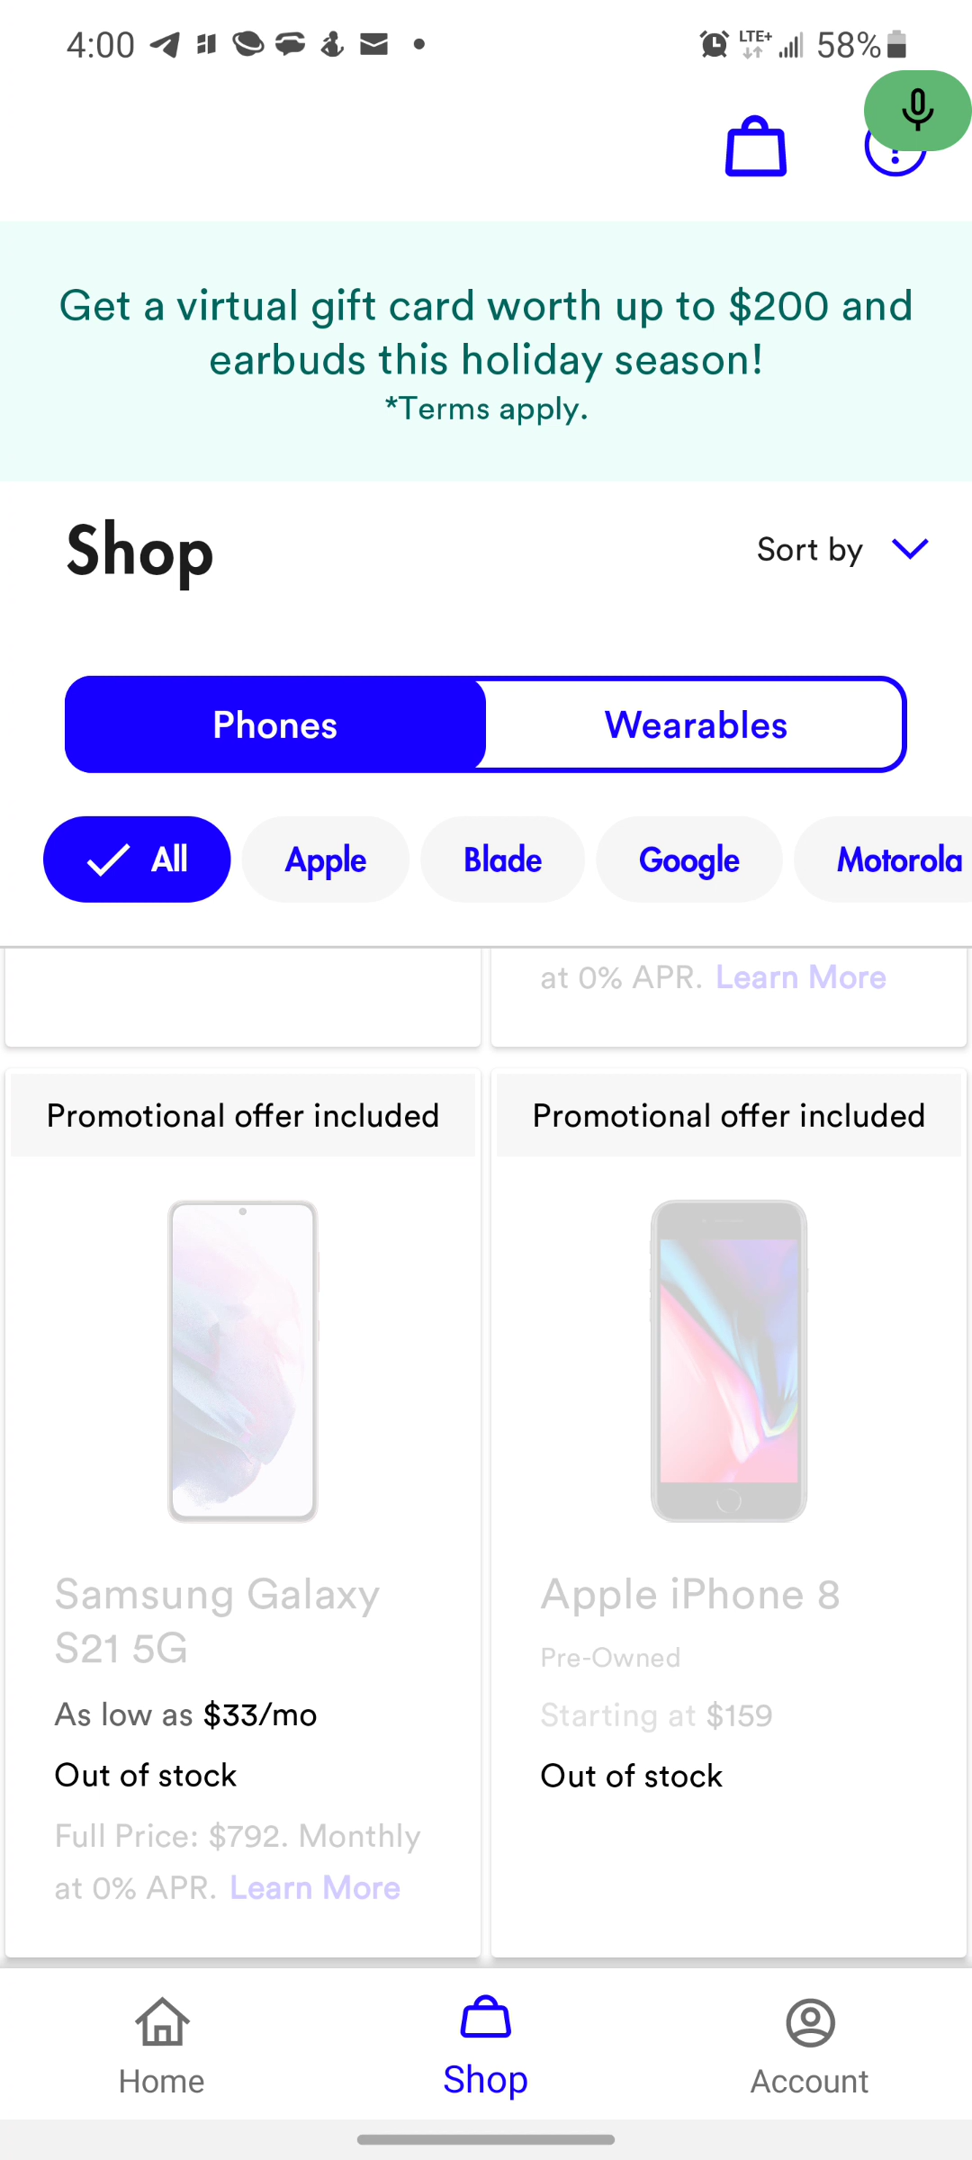 4:00
LTE+
58%
Get a virtual gift card worth up to $200 and
earbuds this holiday season!
*Terms apply.
Shop
Sort by
Phones
Wearables
All
Apple
Blade
Google
Motorola
at 0% APR. Learn More
Promotional offer included
Promotional offer included
Samsung Galaxy
S21 5G
As low as $33/mo
Out of stock
Full Price: $792. Monthly
at 0% APR. Learn More
Apple iPhone 8
Pre-Owned
Starting at $159
Out of stock
Home
Shop
Account